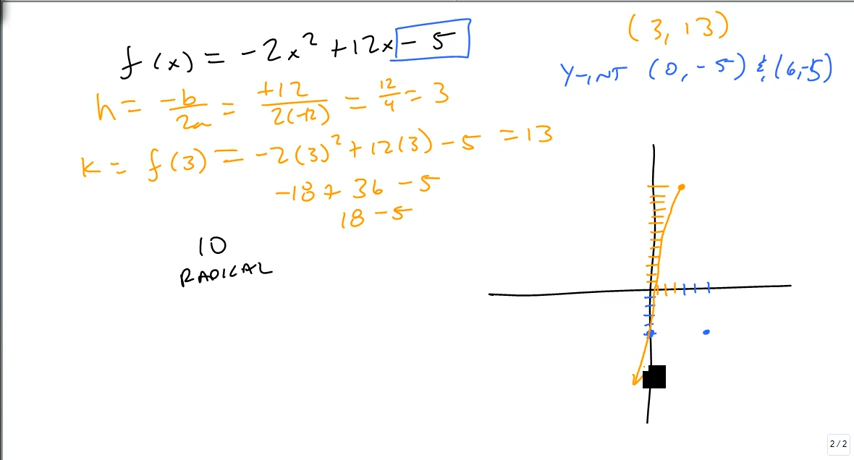 f(x) = -2x² + 12x - 5
(3, 13)
Y-INT (0, -5) & (6, -5)
h = -b/2a = +12/2(+2) = 12/4 = 3
k = f(3) = -2(3)² + 12(3) - 5 = 13
-18 + 36 - 5
18 - 5
10
RADICAL
2/2